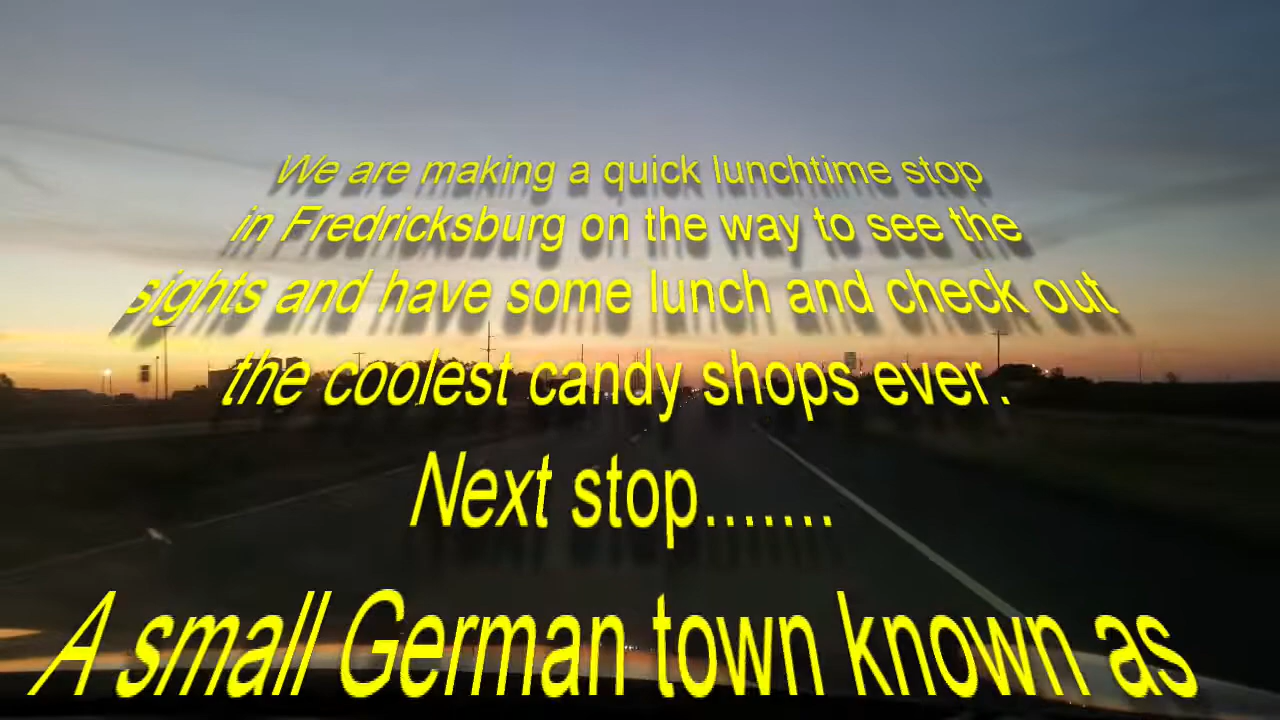 We are making a quick lunchtime stop
in Fredricksburg on the way to see the
sights and have some lunch and check out
the coolest candy shops ever.
Next stop.......
A small German town known as